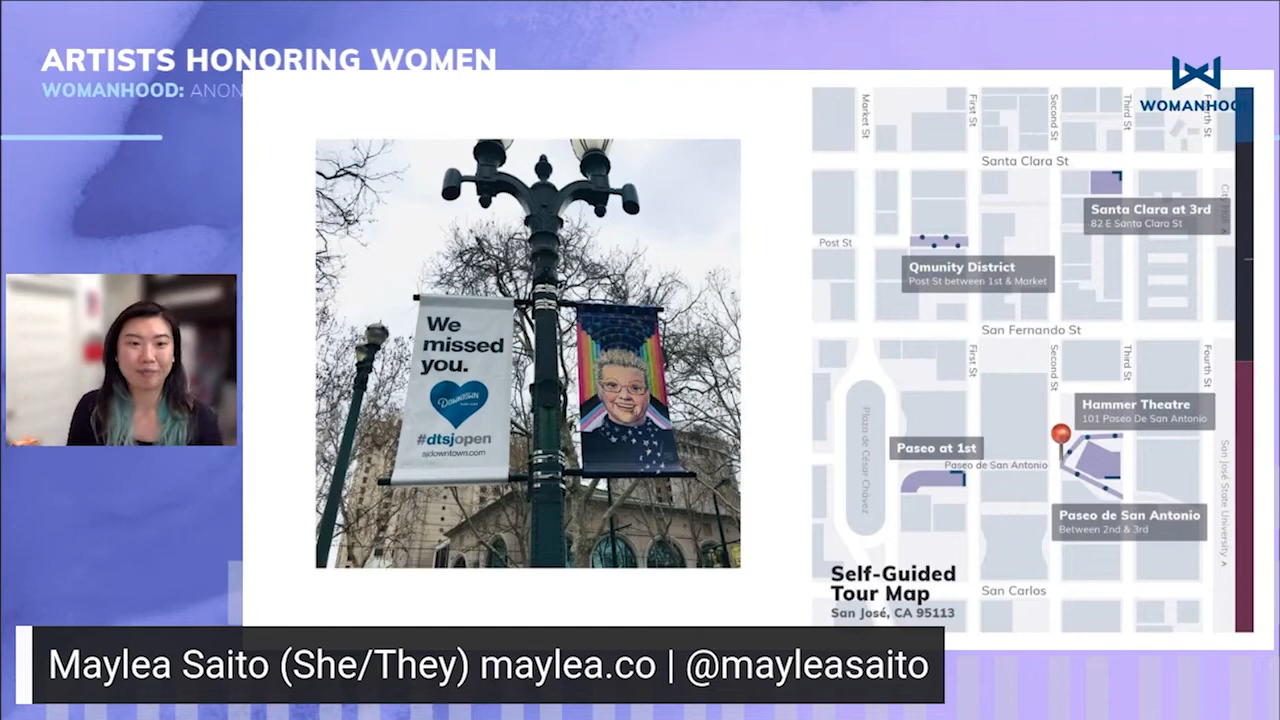 ARTISTS HONORING WOMEN
WOMANHOOD: ANON
WOMANHOO
Market St
First St
Second St
Third St
Fourth St
Santa Clara St
Santa Clara at 3rd
82 E Santa Clara St
Post St
Qmunity District
Post St between 1st & Market
San Fernando St
First St
Second St
Third St
Fourth St
We
missed
you.
Downtown
#dtsjopen
sjdowntown.com
Plaza de César Chávez
Hammer Theatre
101 Paseo De San Antonio
Paseo at 1st
Paseo de San Antonio
San José State University
Paseo de San Antonio
Between 2nd & 3rd
Self-Guided
Tour Map
San José, CA 95113
San Carlos
Maylea Saito (She/They) maylea.co | @mayleasaito